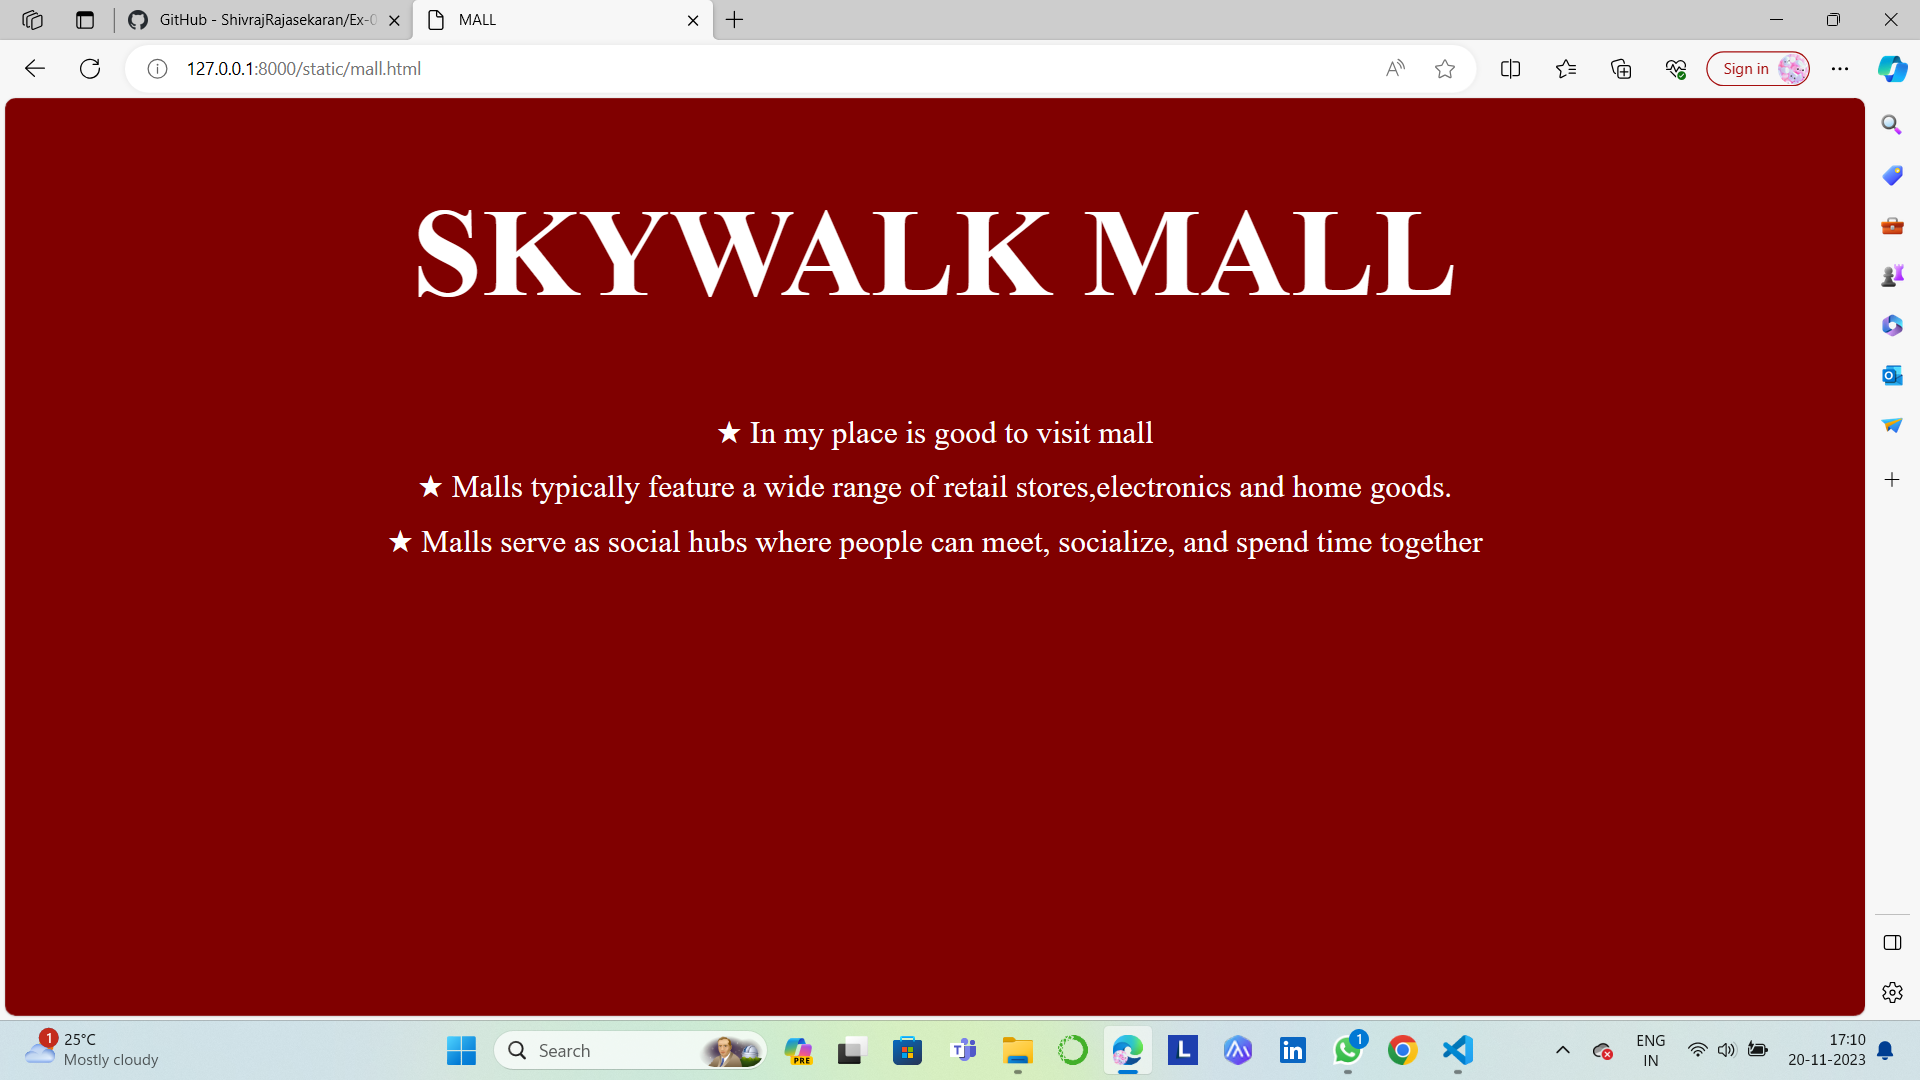 GitHub - ShivrajRajasekaran/Ex-0
MALL
127.0.0.1:8000/static/mall.html
Sign in
SKYWALK MALL
★ In my place is good to visit mall
★ Malls typically feature a wide range of retail stores,electronics and home goods.
★ Malls serve as social hubs where people can meet, socialize, and spend time together
1
25°C
Mostly cloudy
Search
PRE
L
1
ENG
IN
17:10
20-11-2023